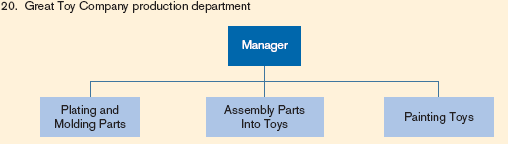 20. Great Toy Company production department
Manager
Plating and
Molding Parts
Assembly Parts
Into Toys
Painting Toys